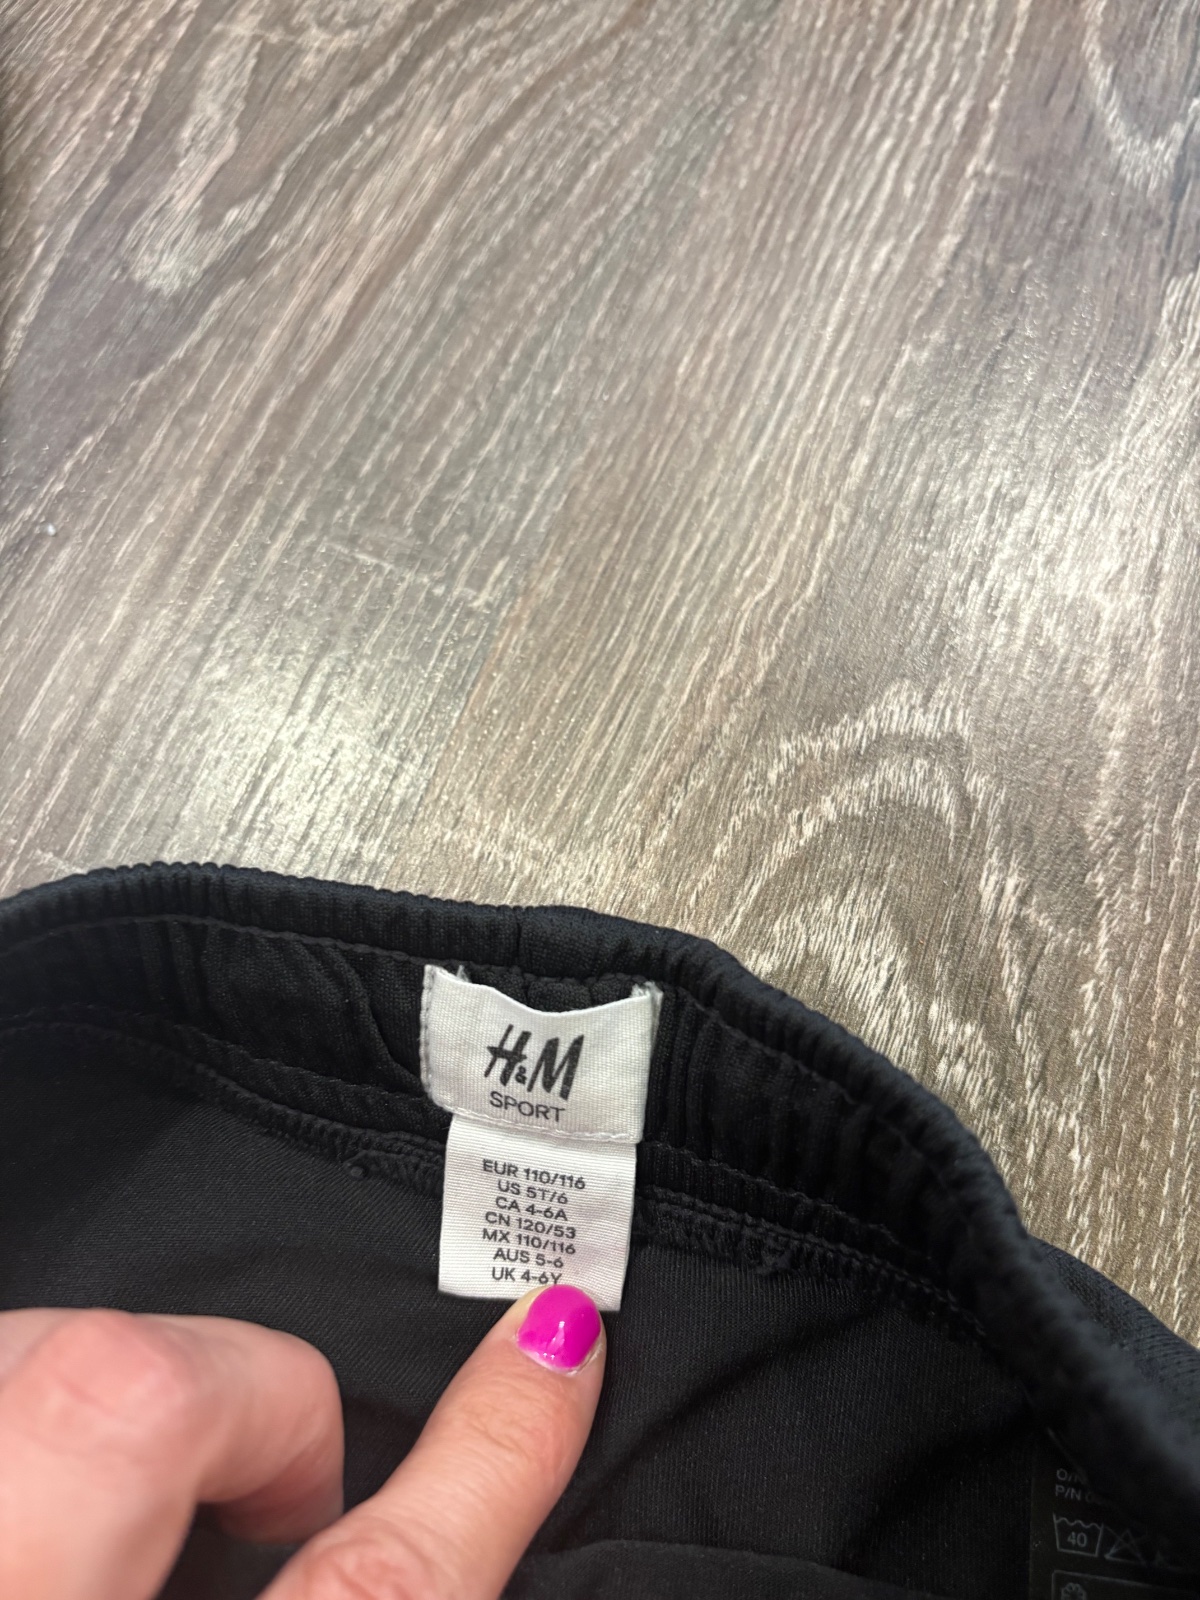 H&M
SPORT
EUR 110/116
US 5T/6
CA 4-6A
CN 120/53
MX 110/116
AUS 5-6
UK 4-6Y
P/N
40